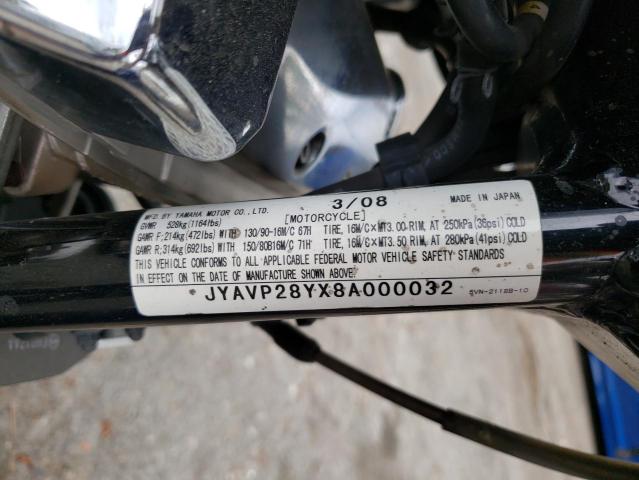 3/08
MFD. BY YAMAHA MOTOR CO., LTD. [MOTORCYCLE] MADE IN JAPAN
GVWR 528kg(1164lbs)
GAWR F:214kg(472lbs)WITH 130/90-16M/C 67H TIRE, 16M/C×MT3.00-RIM, AT 250kPa(36psi)COLD
GAWR R:314kg(692lbs)WITH 150/80B16M/C 71H TIRE, 16M/C×MT3.50 RIM, AT 280kPa(41psi)COLD
THIS VEHICLE CONFORMS TO ALL APPLICABLE FEDERAL MOTOR VEHICLE SAFETY STANDARDS
IN EFFECT ON THE DATE OF MANUFACTURE SHOWN ABOVE.
JYAVP28YX8A000032
5VN-2118B-10